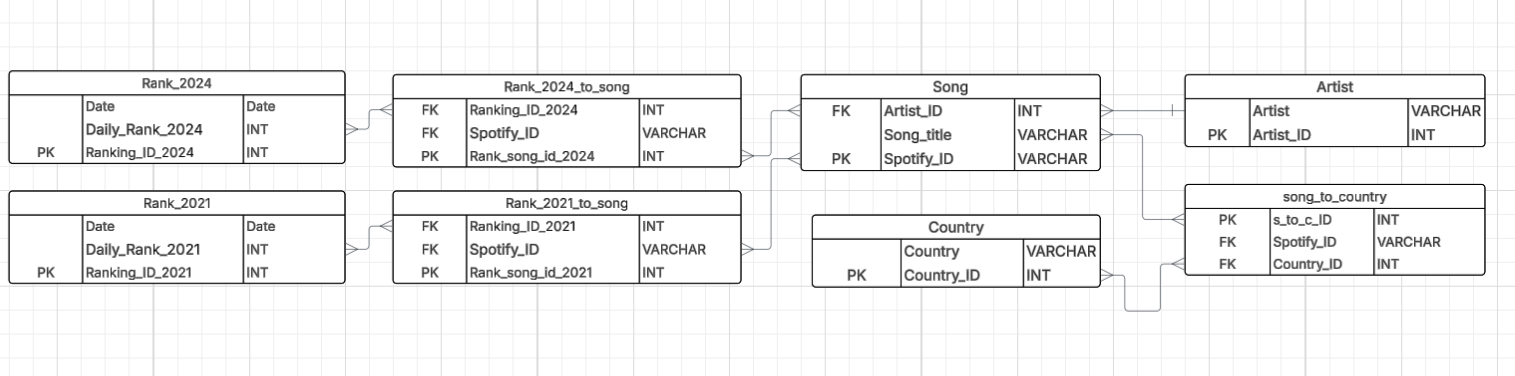 Rank_2024
Date Date
Daily_Rank_2024 INT
PK Ranking_ID_2024 INT
Rank_2024_to_song
FK Ranking_ID_2024 INT
FK Spotify_ID VARCHAR
PK Rank_song_id_2024 INT
Song
FK Artist_ID INT
Song_title VARCHAR
PK Spotify_ID VARCHAR
Artist
Artist VARCHAR
PK Artist_ID INT
Rank_2021
Date Date
Daily_Rank_2021 INT
PK Ranking_ID_2021 INT
Rank_2021_to_song
FK Ranking_ID_2021 INT
FK Spotify_ID VARCHAR
PK Rank_song_id_2021 INT
Country
Country VARCHAR
PK Country_ID INT
song_to_country
PK s_to_c_ID INT
FK Spotify_ID VARCHAR
FK Country_ID INT